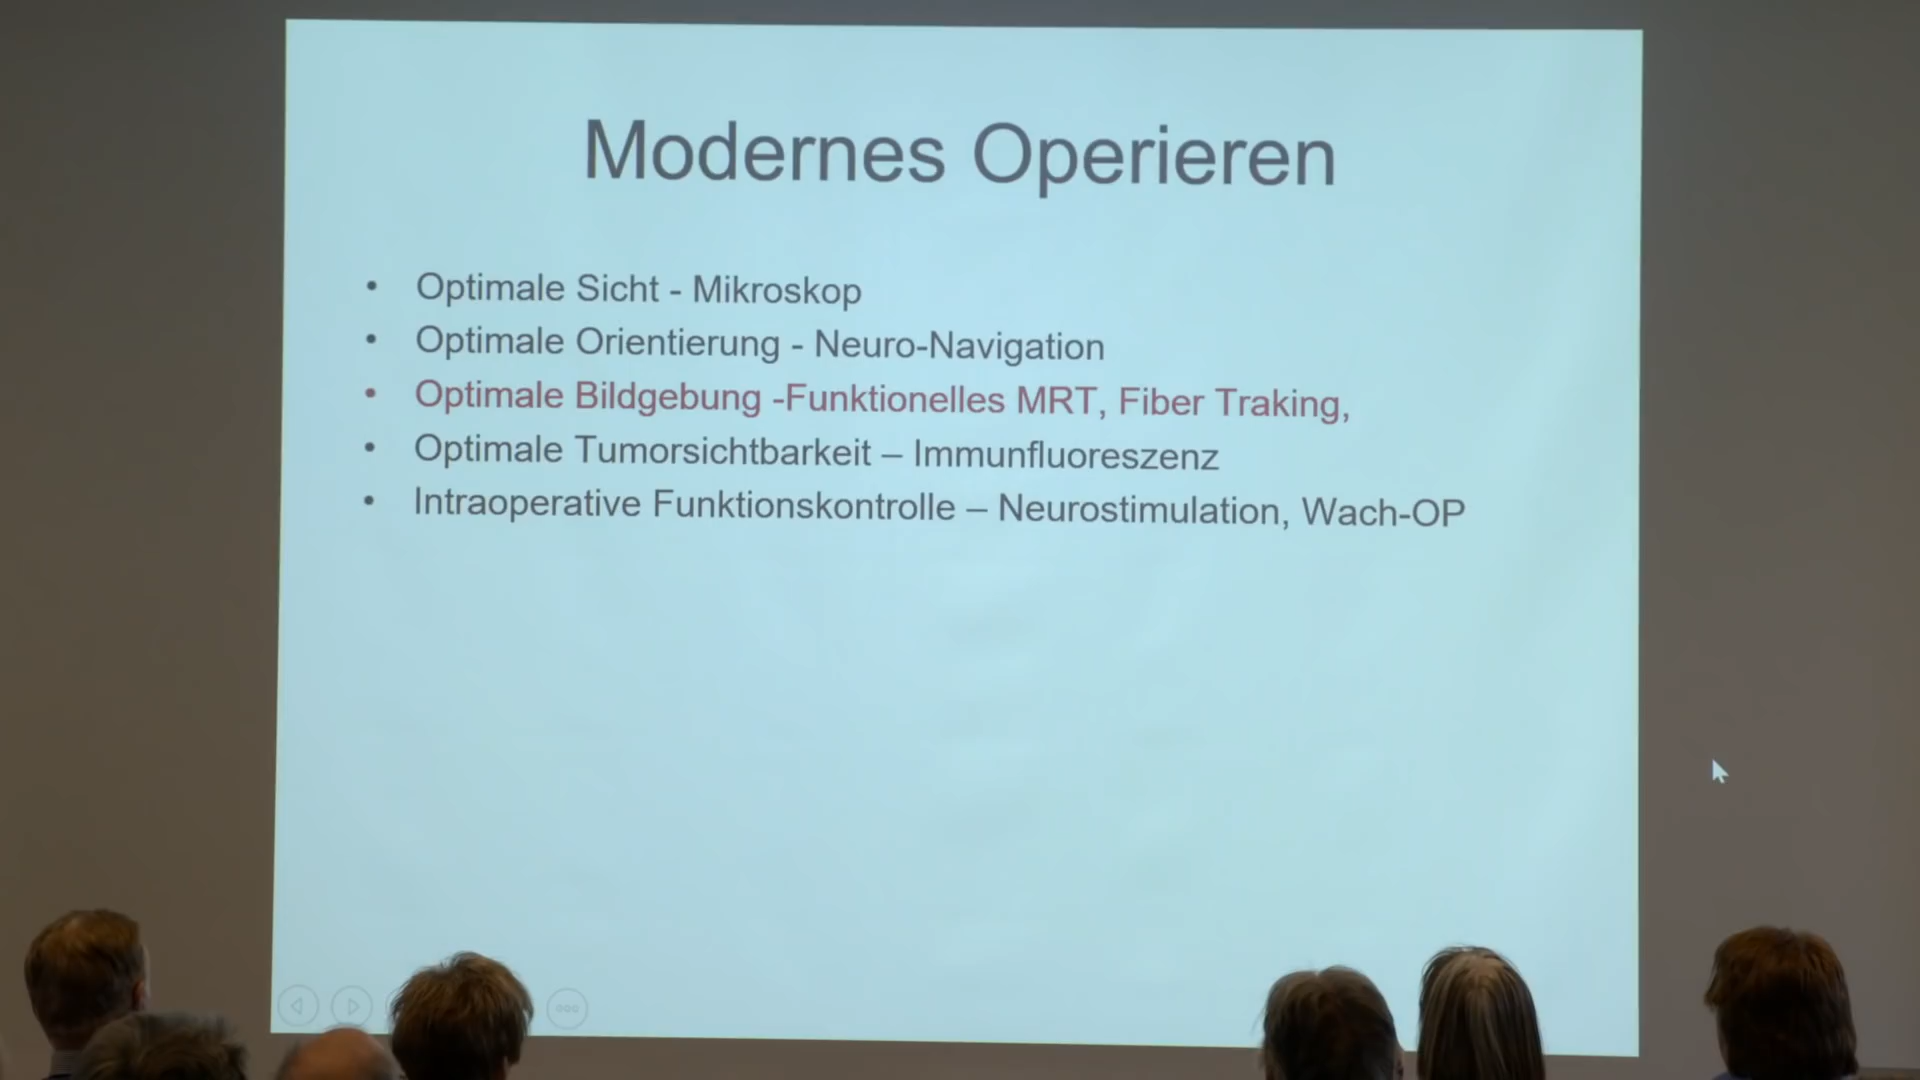 Modernes Operieren
• Optimale Sicht - Mikroskop
• Optimale Orientierung - Neuro-Navigation
• Optimale Bildgebung -Funktionelles MRT, Fiber Traking,
• Optimale Tumorsichtbarkeit – Immunfluoreszenz
• Intraoperative Funktionskontrolle – Neurostimulation, Wach-OP